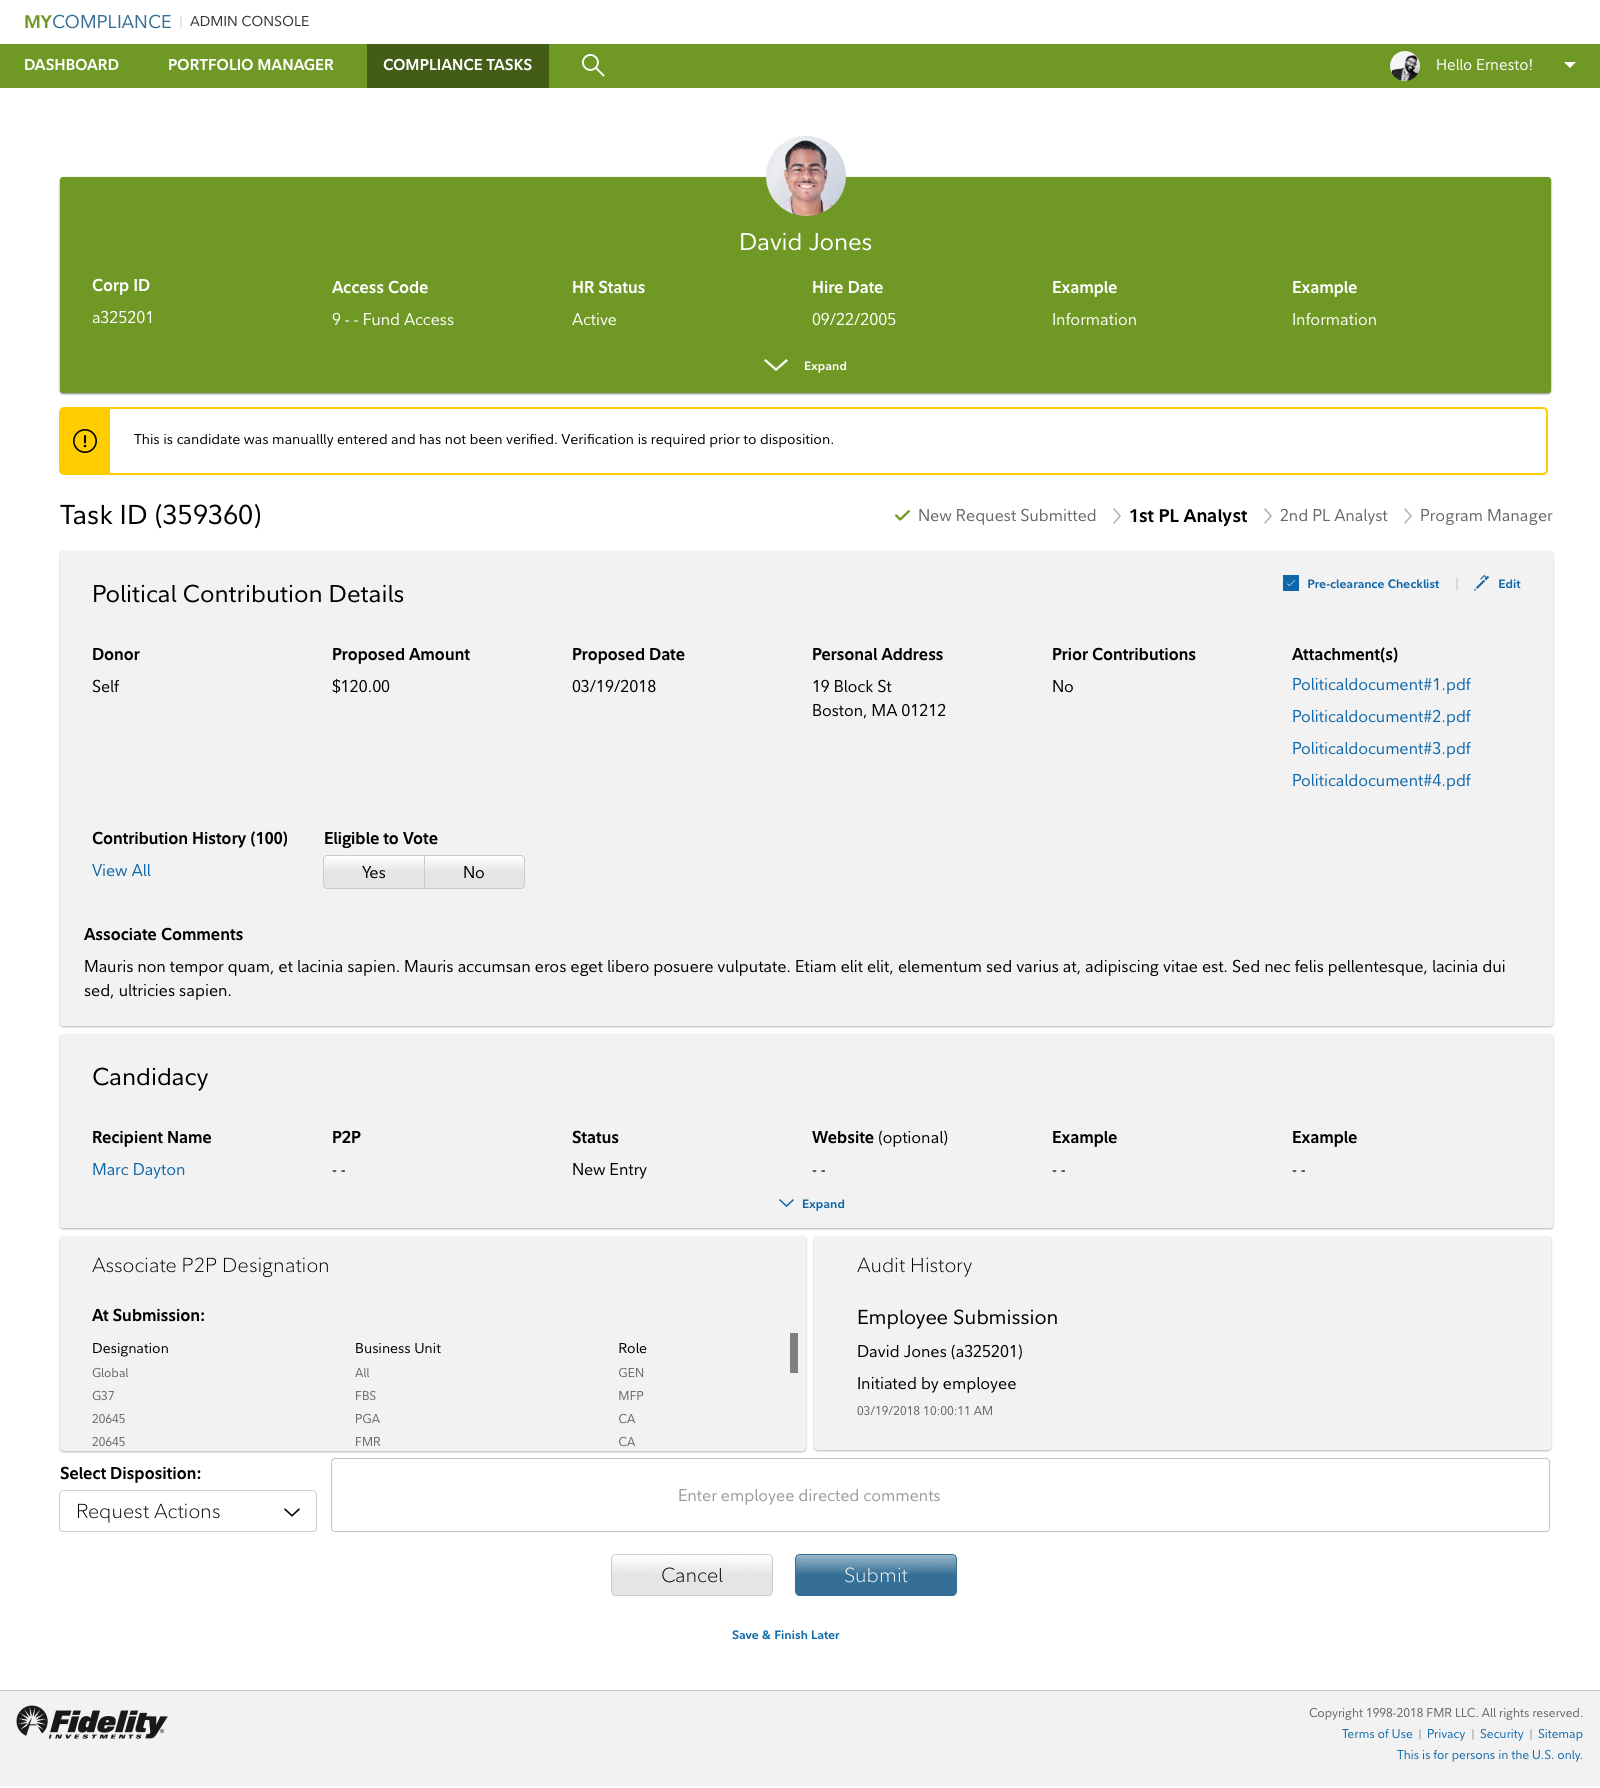 MYCOMPLIANCE | ADMIN CONSOLE
DASHBOARD PORTFOLIO MANAGER COMPLIANCE TASKS Hello Ernesto!
David Jones
Corp ID Access Code HR Status Hire Date Example Example
a325201 9 - - Fund Access Active 09/22/2005 Information Information
Expand
This is candidate was manuallly entered and has not been verified. Verification is required prior to disposition.
Task ID (359360) New Request Submitted 1st PL Analyst 2nd PL Analyst Program Manager
Political Contribution Details Pre-clearance Checklist | Edit
Donor Proposed Amount Proposed Date Personal Address Prior Contributions Attachment(s)
Self $120.00 03/19/2018 19 Block St No Politicaldocument#1.pdf
Boston, MA 01212 Politicaldocument#2.pdf
Politicaldocument#3.pdf
Politicaldocument#4.pdf
Contribution History (100) Eligible to Vote
View All Yes No
Associate Comments
Mauris non tempor quam, et lacinia sapien. Mauris accumsan eros eget libero posuere vulputate. Etiam elit elit, elementum sed varius at, adipiscing vitae est. Sed nec felis pellentesque, lacinia dui
sed, ultricies sapien.
Candidacy
Recipient Name P2P Status Website (optional) Example Example
Marc Dayton - - New Entry - - - - - -
Expand
Associate P2P Designation
At Submission:
Designation Business Unit Role
Global All GEN
G37 FBS MFP
20645 PGA CA
20645 FMR CA
Audit History
Employee Submission
David Jones (a325201)
Initiated by employee
03/19/2018 10:00:11 AM
Select Disposition:
Request Actions
Enter employee directed comments
Cancel Submit
Save & Finish Later
Fidelity
INVESTMENTS
Copyright 1998-2018 FMR LLC. All rights reserved.
Terms of Use | Privacy | Security | Sitemap
This is for persons in the U.S. only.